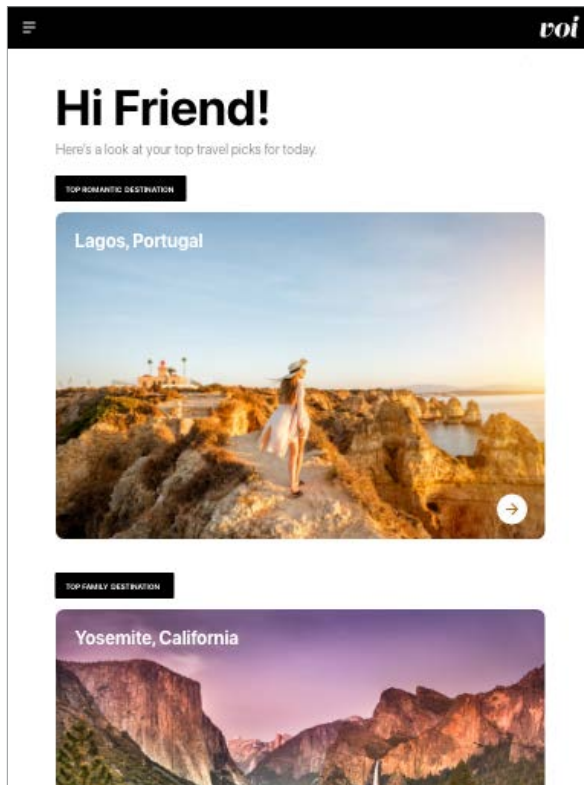 voi
Hi Friend!
Here's a look at your top travel picks for today.
TOP ROMANTIC DESTINATION
Lagos, Portugal
TOP FAMILY DESTINATION
Yosemite, California